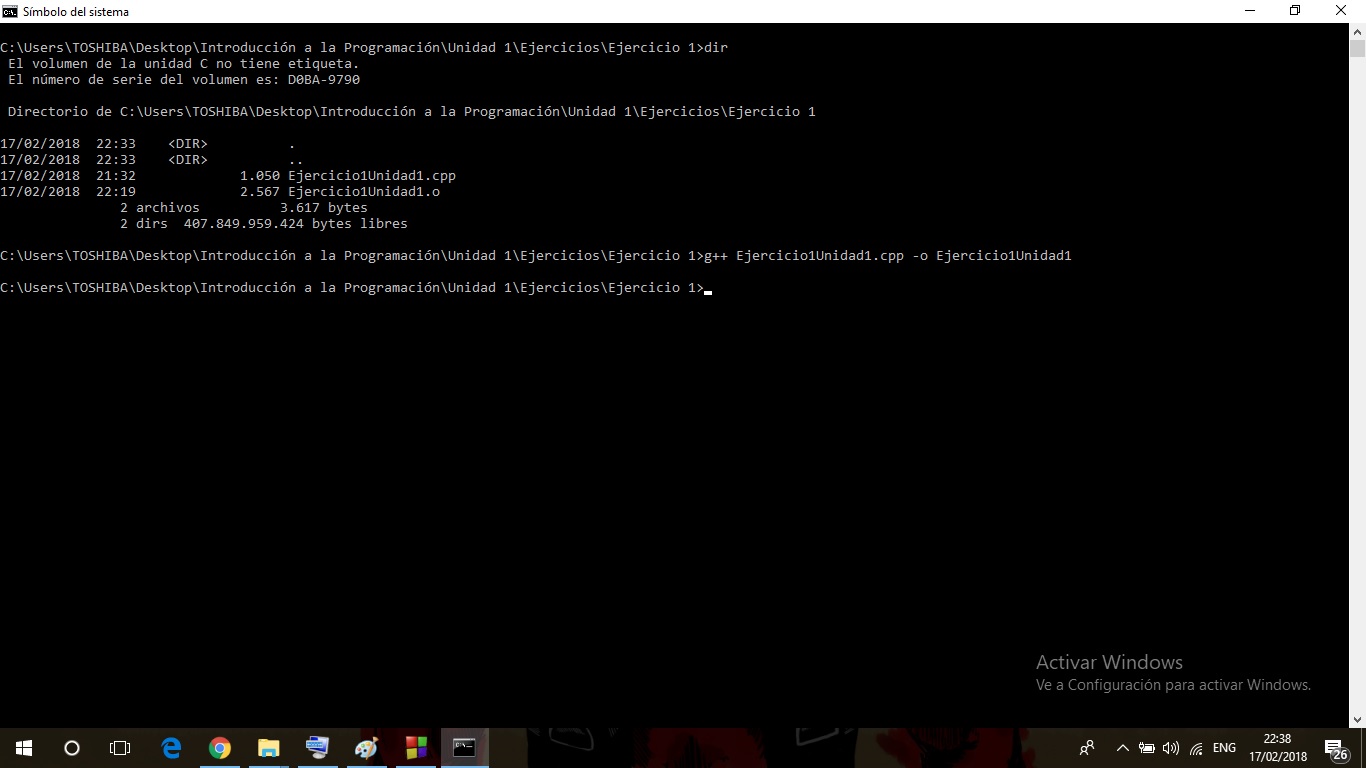 Símbolo del sistema
C:\Users\TOSHIBA\Desktop\Introducción a la Programación\Unidad 1\Ejercicios\Ejercicio 1>dir
El volumen de la unidad C no tiene etiqueta.
El número de serie del volumen es: D0BA-9790
Directorio de C:\Users\TOSHIBA\Desktop\Introducción a la Programación\Unidad 1\Ejercicios\Ejercicio 1
17/02/2018  22:33    <DIR>          .
17/02/2018  22:33    <DIR>          ..
17/02/2018  21:32             1.050 Ejercicio1Unidad1.cpp
17/02/2018  22:19             2.567 Ejercicio1Unidad1.o
2 archivos          3.617 bytes
2 dirs  407.849.959.424 bytes libres
C:\Users\TOSHIBA\Desktop\Introducción a la Programación\Unidad 1\Ejercicios\Ejercicio 1>g++ Ejercicio1Unidad1.cpp -o Ejercicio1Unidad1
C:\Users\TOSHIBA\Desktop\Introducción a la Programación\Unidad 1\Ejercicios\Ejercicio 1>
Activar Windows
Ve a Configuración para activar Windows.
ENG
22:38
17/02/2018
26